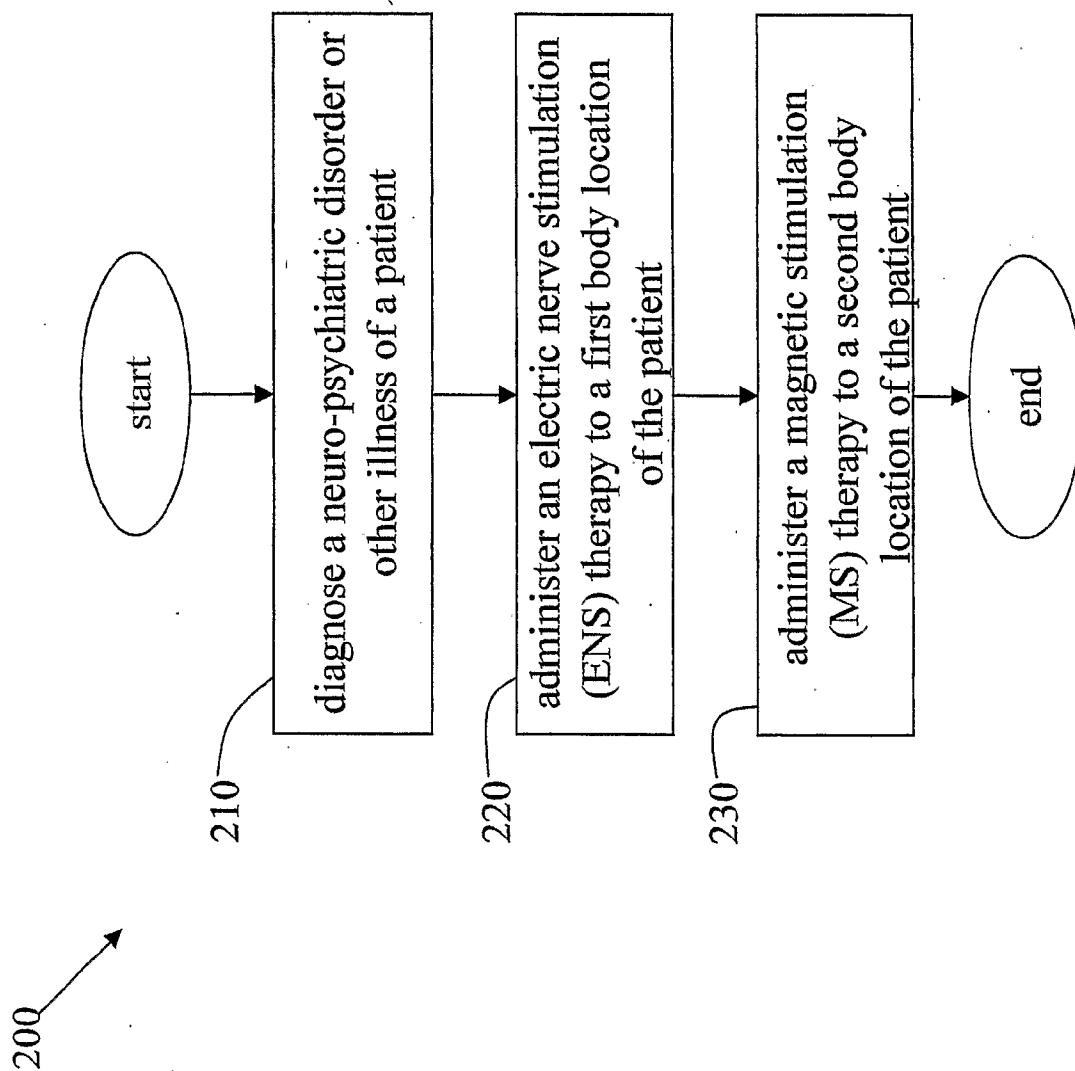 200
start
210
diagnose a neuro-psychiatric disorder or
other illness of a patient
220
administer an electric nerve stimulation
(ENS) therapy to a first body location
of the patient
230
administer a magnetic stimulation
(MS) therapy to a second body
location of the patient
end